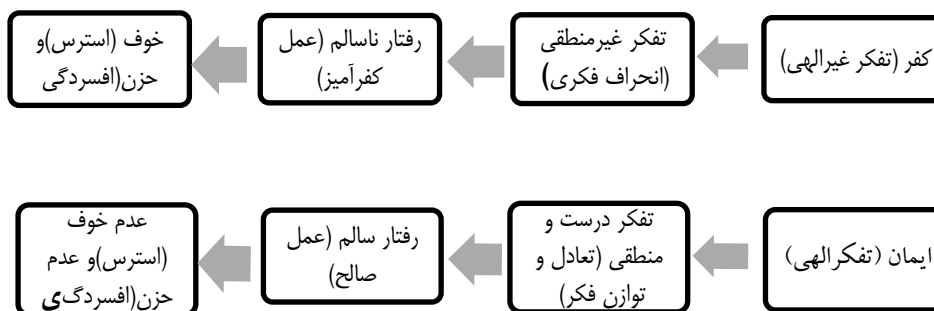 کفر (تفکر غیرالهی)
تفکر غیرمنطقی
(انحراف فکری)
رفتار ناسالم (عمل
کفرآمیز)
خوف (استرس)و
حزن(افسردگی
ایمان (تفکرالهی)
تفکر درست و
منطقی (تعادل و
توازن فکر)
رفتار سالم (عمل
صالح)
عدم خوف
(استرس)و عدم
حزن(افسردگی